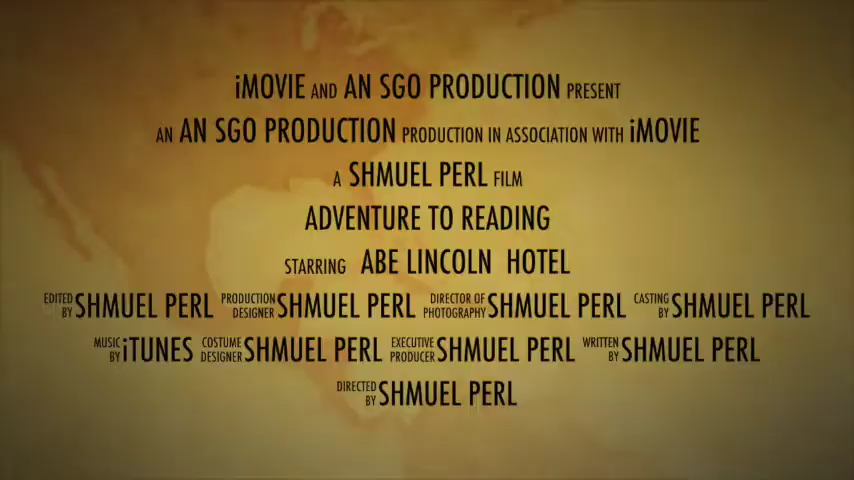 iMOVIE AND AN SGO PRODUCTION PRESENT
AN AN SGO PRODUCTION PRODUCTION IN ASSOCIATION WITH iMOVIE
A SHMUEL PERL FILM
ADVENTURE TO READING
STARRING ABE LINCOLN HOTEL
EDITED BY SHMUEL PERL PRODUCTION DESIGNER SHMUEL PERL DIRECTOR OF PHOTOGRAPHY SHMUEL PERL CASTING BY SHMUEL PERL
MUSIC BY iTUNES COSTUME DESIGNER SHMUEL PERL EXECUTIVE PRODUCER SHMUEL PERL WRITTEN BY SHMUEL PERL
DIRECTED BY SHMUEL PERL